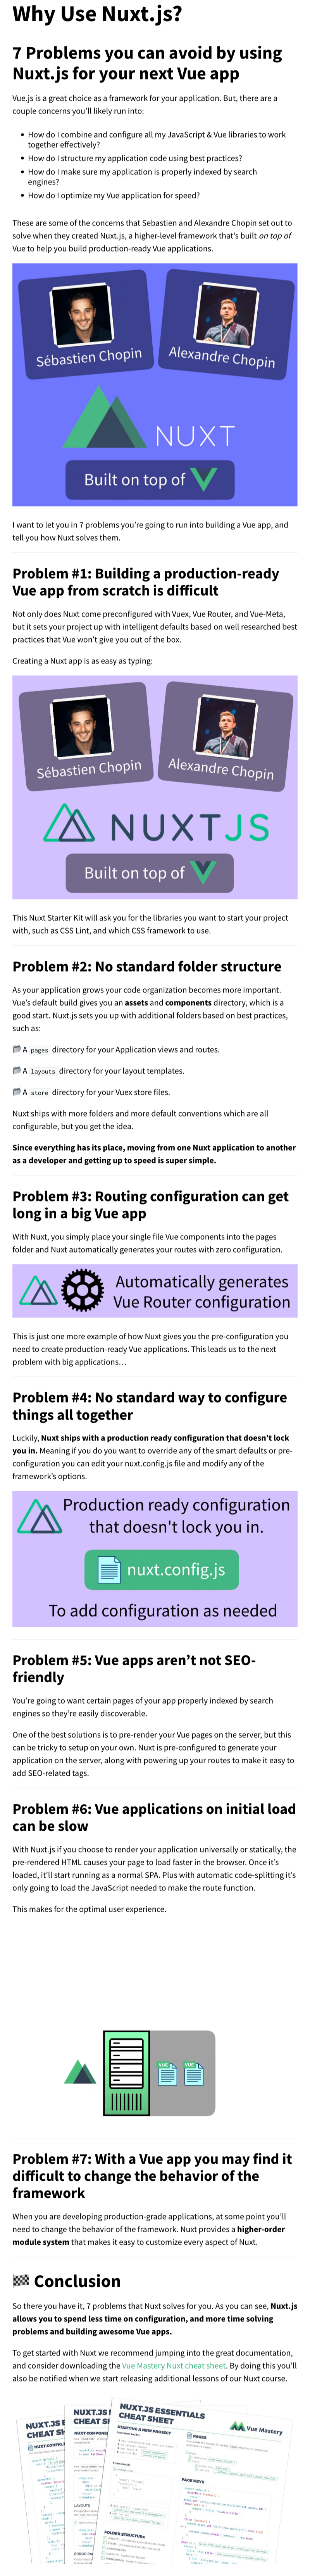 Why Use Nuxt.js?
7 Problems you can avoid by using
Nuxt.js for your next Vue app
Vue.js is a great choice as a framework for your application. But, there are a
couple concerns you'll likely run into:
How do I combine and configure all my JavaScript & Vue libraries to work
together effectively?
How do I structure my application code using best practices?
How do I make sure my application is properly indexed by search
engines?
How do I optimize my Vue application for speed?
These are some of the concerns that Sebastien and Alexandre Chopin set out to
solve when they created Nuxt.js, a higher-level framework that's built on top of
Vue to help you build production-ready Vue applications.
Sébastien Chopin
Alexandre Chopin
NUXT
Built on top of
I want to let you in 7 problems you're going to run into building a Vue app, and
tell you how Nuxt solves them.
Problem #1: Building a production-ready
Vue app from scratch is difficult
Not only does Nuxt come preconfigured with Vuex, Vue Router, and Vue-Meta,
but it sets your project up with intelligent defaults based on well researched best
practices that Vue won't give you out of the box.
Creating a Nuxt app is as easy as typing:
Sébastien Chopin
Alexandre Chopin
NUXTJS
Built on top of
This Nuxt Starter Kit will ask you for the libraries you want to start your project
with, such as CSS Lint, and which CSS framework to use.
Problem #2: No standard folder structure
As your application grows your code organization becomes more important.
Vue's default build gives you an assets and components directory, which is a
good start. Nuxt.js sets you up with additional folders based on best practices,
such as:
A pages directory for your Application views and routes.
A layouts directory for your layout templates.
A store directory for your Vuex store files.
Nuxt ships with more folders and more default conventions which are all
configurable, but you get the idea.
Since everything has its place, moving from one Nuxt application to another
as a developer and getting up to speed is super simple.
Problem #3: Routing configuration can get
long in a big Vue app
With Nuxt, you simply place your single file Vue components into the pages
folder and Nuxt automatically generates your routes with zero configuration.
Automatically generates
Vue Router configuration
This is just one more example of how Nuxt gives you the pre-configuration you
need to create production-ready Vue applications. This leads us to the next
problem with big applications…
Problem #4: No standard way to configure
things all together
Luckily, Nuxt ships with a production ready configuration that doesn't lock
you in. Meaning if you do you want to override any of the smart defaults or pre-
configuration you can edit your nuxt.config.js file and modify any of the
framework's options.
Production ready configuration
that doesn't lock you in.
nuxt.config.js
To add configuration as needed
Problem #5: Vue apps aren't not SEO-
friendly
You're going to want certain pages of your app properly indexed by search
engines so they're easily discoverable.
One of the best solutions is to pre-render your Vue pages on the server, but this
can be tricky to setup on your own. Nuxt is pre-configured to generate your
application on the server, along with powering up your routes to make it easy to
add SEO-related tags.
Problem #6: Vue applications on initial load
can be slow
With Nuxt.js if you choose to render your application universally or statically, the
pre-rendered HTML causes your page to load faster in the browser. Once it's
loaded, it'll start running as a normal SPA. Plus with automatic code-splitting it's
only going to load the JavaScript needed to make the route function.
This makes for the optimal user experience.
VUE VUE
Problem #7: With a Vue app you may find it
difficult to change the behavior of the
framework
When you are developing production-grade applications, at some point you'll
need to change the behavior of the framework. Nuxt provides a higher-order
module system that makes it easy to customize every aspect of Nuxt.
Conclusion
So there you have it, 7 problems that Nuxt solves for you. As you can see, Nuxt.js
allows you to spend less time on configuration, and more time solving
problems and building awesome Vue apps.
To get started with Nuxt we recommend jumping into the great documentation,
and consider downloading the Vue Mastery Nuxt cheat sheet. By doing this you'll
also be notified when we start releasing additional lessons of our Nuxt course.
NUXT.JS ESSENTIALS
CHEAT SHEET
Vue Mastery
STARTING A NEW PROJECT
PAGES
PAGE KEYS
FOLDER STRUCTURE
LAYOUTS